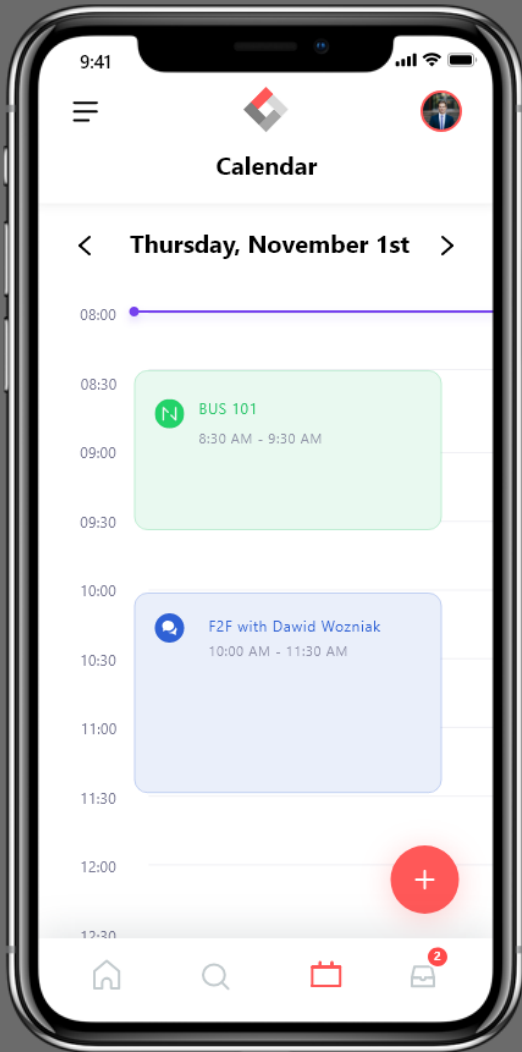 9:41
Calendar
Thursday, November 1st
08:00
08:30
BUS 101
8:30 AM - 9:30 AM
09:00
09:30
10:00
F2F with Dawid Wozniak
10:00 AM - 11:30 AM
10:30
11:00
11:30
12:00
12:30
2